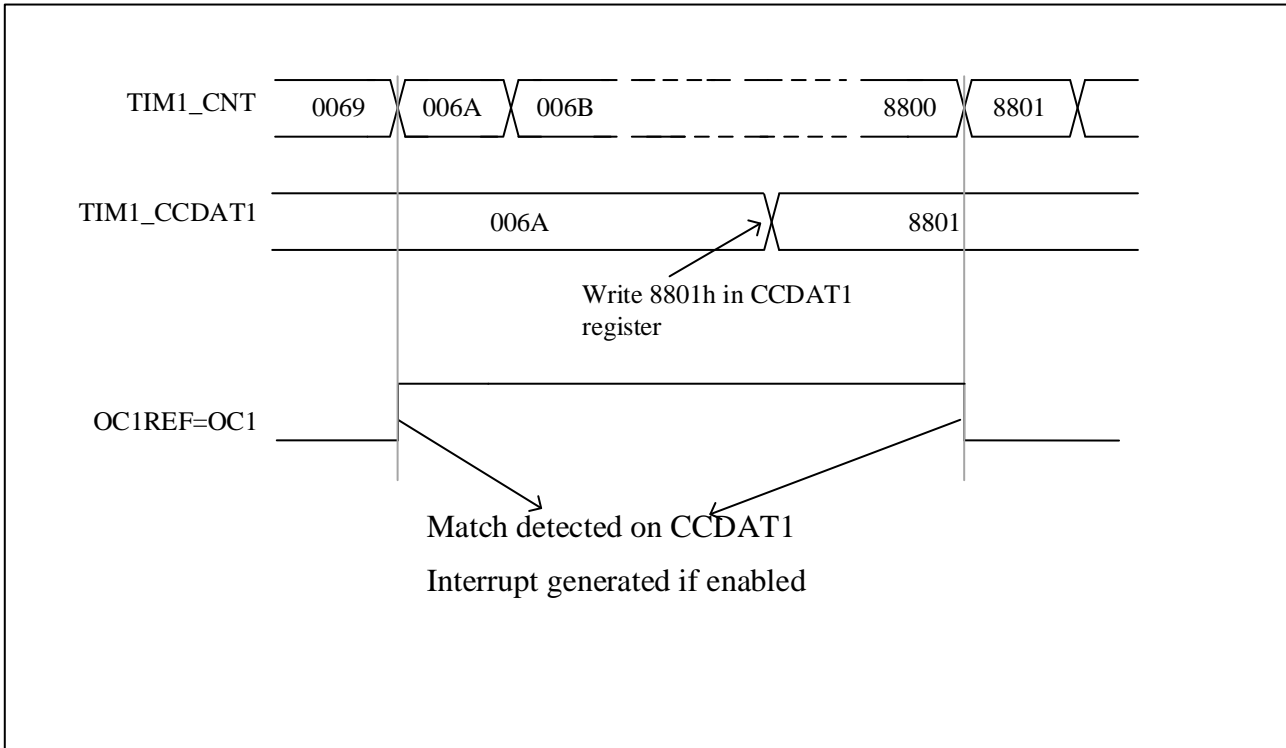 TIM1_CNT 0069 006A 006B 8800 8801
TIM1_CCDAT1 006A 8801
Write 8801h in CCDAT1
register
OC1REF=OC1
Match detected on CCDAT1
Interrupt generated if enabled